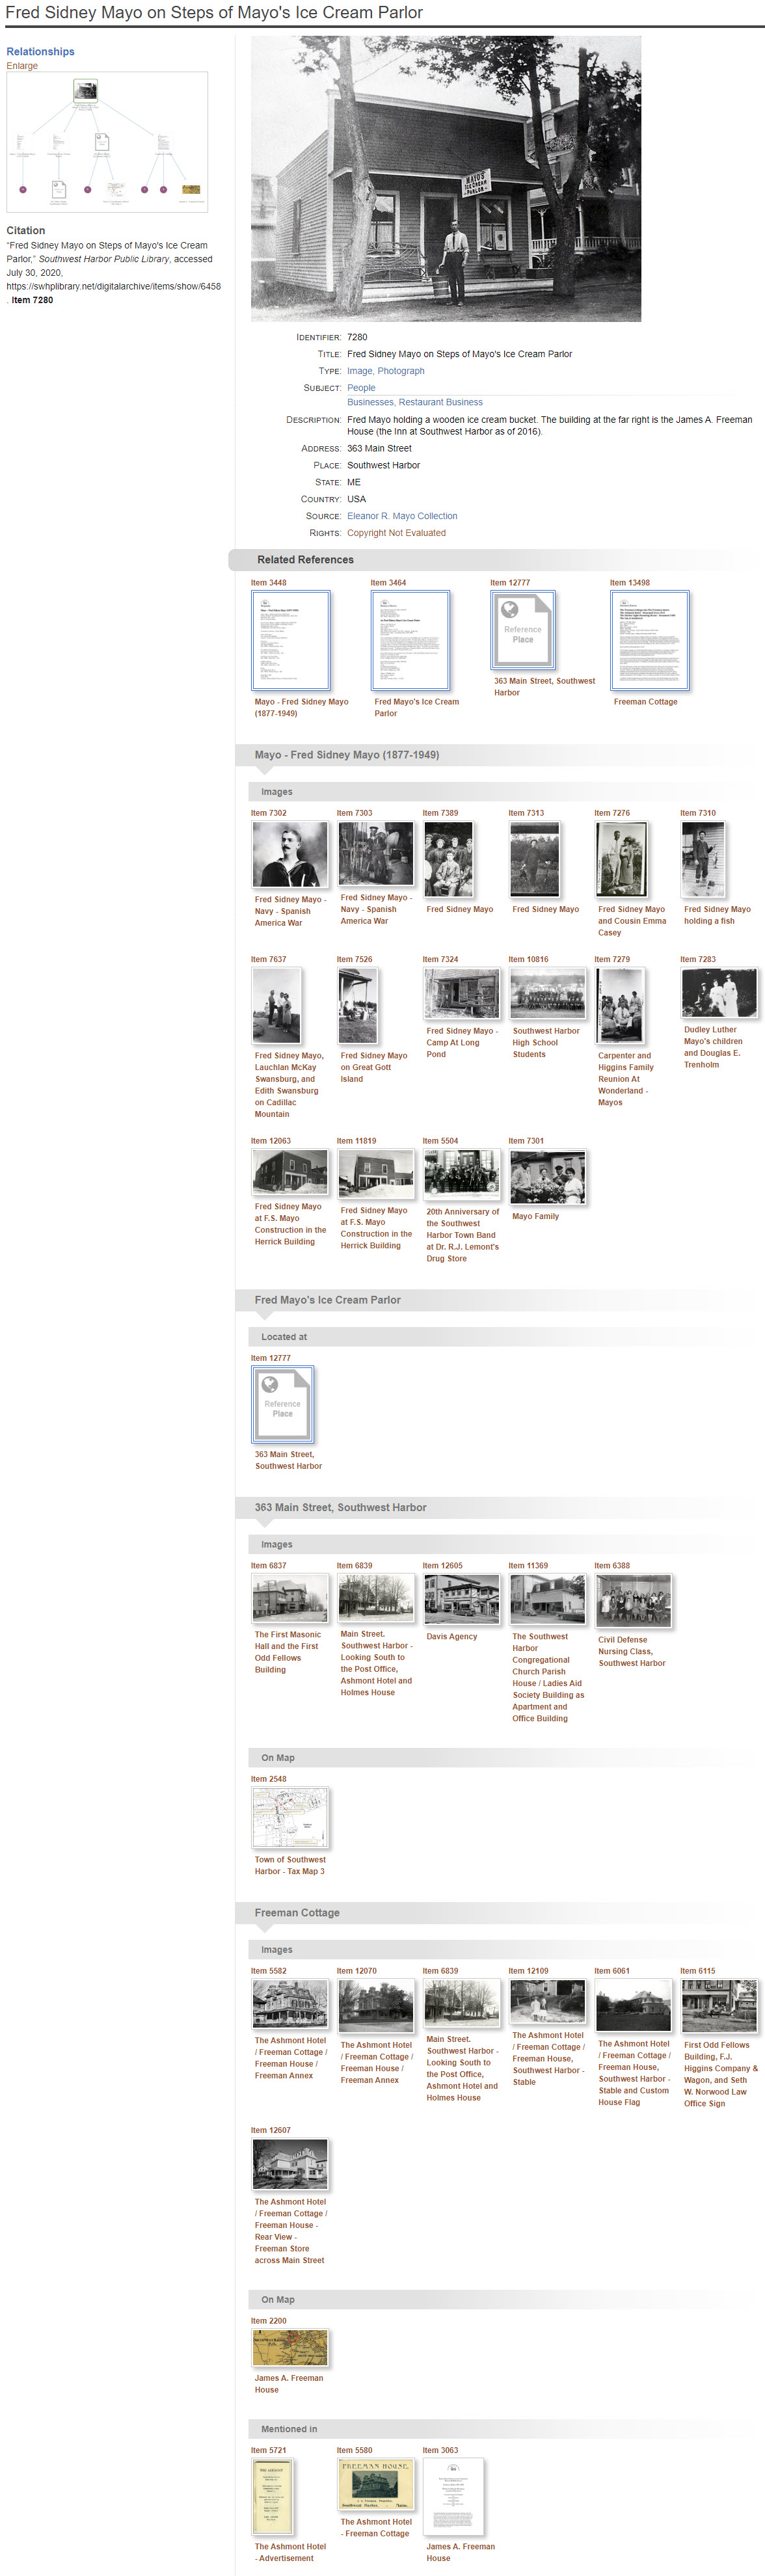 Fred Sidney Mayo on Steps of Mayo's Ice Cream Parlor
Relationships
Enlarge
Citation
“Fred Sidney Mayo on Steps of Mayo's Ice Cream
Parlor,” Southwest Harbor Public Library, accessed
July 30, 2020,
https://swhplibrary.net/digitalarchive/items/show/6458
. Item 7280
MAYO'S
ICE CREAM
PARLOR
IDENTIFIER: 7280
TITLE: Fred Sidney Mayo on Steps of Mayo's Ice Cream Parlor
TYPE: Image, Photograph
SUBJECT: People
Businesses, Restaurant Business
DESCRIPTION: Fred Mayo holding a wooden ice cream bucket. The building at the far right is the James A. Freeman
House (the Inn at Southwest Harbor as of 2016).
ADDRESS: 363 Main Street
PLACE: Southwest Harbor
STATE: ME
COUNTRY: USA
SOURCE: Eleanor R. Mayo Collection
RIGHTS: Copyright Not Evaluated
Related References
Item 3448
Mayo - Fred Sidney Mayo
(1877-1949)
Item 3464
Fred Mayo's Ice Cream
Parlor
Item 12777
Reference
Place
363 Main Street, Southwest
Harbor
Item 13498
Freeman Cottage
Mayo - Fred Sidney Mayo (1877-1949)
Images
Item 7302
Fred Sidney Mayo -
Navy - Spanish
America War
Item 7303
Fred Sidney Mayo -
Navy - Spanish
America War
Item 7389
Fred Sidney Mayo
Item 7313
Fred Sidney Mayo
Item 7276
Fred Sidney Mayo
and Cousin Emma
Casey
Item 7310
Fred Sidney Mayo
holding a fish
Item 7637
Fred Sidney Mayo,
Lauchlan McKay
Swansburg, and
Edith Swansburg
on Cadillac
Mountain
Item 7526
Fred Sidney Mayo
on Great Gott
Island
Item 7324
Fred Sidney Mayo -
Camp At Long
Pond
Item 10816
Southwest Harbor
High School
Students
Item 7279
Carpenter and
Higgins Family
Reunion At
Wonderland -
Mayos
Item 7283
Dudley Luther
Mayo's children
and Douglas E.
Trenholm
Item 12063
Fred Sidney Mayo
at F.S. Mayo
Construction in the
Herrick Building
Item 11819
Fred Sidney Mayo
at F.S. Mayo
Construction in the
Herrick Building
Item 5504
20th Anniversary of
the Southwest
Harbor Town Band
at Dr. R.J. Lemont's
Drug Store
Item 7301
Mayo Family
Fred Mayo's Ice Cream Parlor
Located at
Item 12777
Reference
Place
363 Main Street,
Southwest Harbor
363 Main Street, Southwest Harbor
Images
Item 6837
The First Masonic
Hall and the First
Odd Fellows
Building
Item 6839
Main Street.
Southwest Harbor -
Looking South to
the Post Office,
Ashmont Hotel and
Holmes House
Item 12605
Davis Agency
Item 11369
The Southwest
Harbor
Congregational
Church Parish
House / Ladies Aid
Society Building as
Apartment and
Office Building
Item 6388
Civil Defense
Nursing Class,
Southwest Harbor
On Map
Item 2548
Town of Southwest
Harbor - Tax Map 3
Freeman Cottage
Images
Item 5582
The Ashmont Hotel
/ Freeman Cottage /
Freeman House /
Freeman Annex
Item 12070
The Ashmont Hotel
/ Freeman Cottage /
Freeman House /
Freeman Annex
Item 6839
Main Street.
Southwest Harbor -
Looking South to
the Post Office,
Ashmont Hotel and
Holmes House
Item 12109
The Ashmont Hotel
/ Freeman Cottage /
Freeman House,
Southwest Harbor -
Stable
Item 6061
The Ashmont Hotel
/ Freeman Cottage /
Freeman House,
Southwest Harbor -
Stable and Custom
House Flag
Item 6115
First Odd Fellows
Building, F.J.
Higgins Company &
Wagon, and Seth
W. Norwood Law
Office Sign
Item 12607
The Ashmont Hotel
/ Freeman Cottage /
Freeman House -
Rear View -
Freeman Store
across Main Street
On Map
Item 2200
James A. Freeman
House
Mentioned in
Item 5721
THE ASHMONT
The Ashmont Hotel
- Advertisement
Item 5580
FREEMAN HOUSE,
The Ashmont Hotel
- Freeman Cottage
Item 3063
James A. Freeman
House